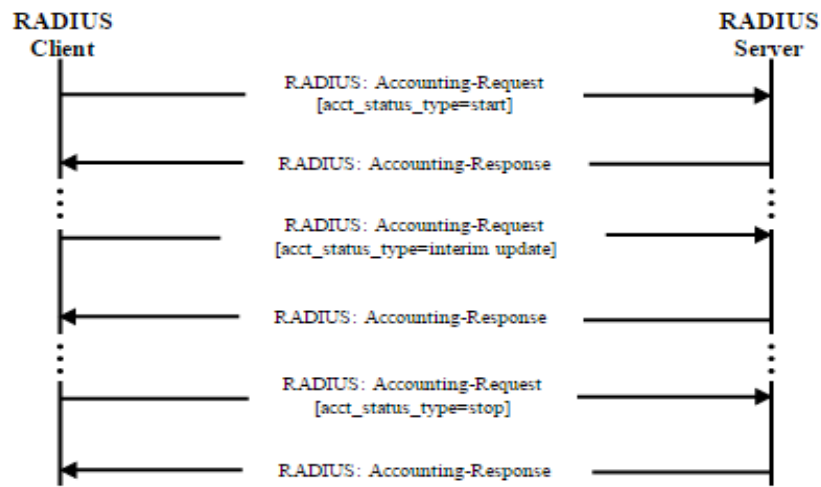 RADIUS
Client
RADIUS
Server
RADIUS: Accounting-Request
[acct_status_type=start]
RADIUS: Accounting-Response
RADIUS: Accounting-Request
[acct_status_type=interim update]
RADIUS: Accounting-Response
RADIUS: Accounting-Request
[acct_status_type=stop]
RADIUS: Accounting-Response